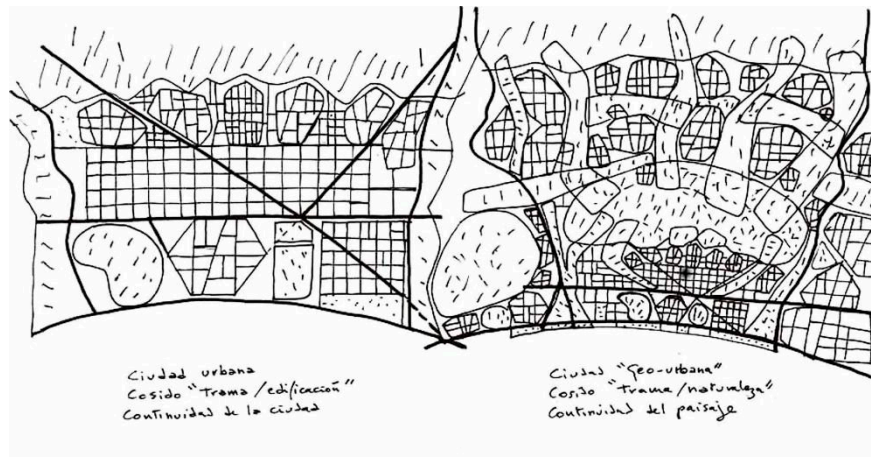 Ciudad urbana
Cosido "Trama/edificación"
Continuidad de la ciudad
Ciudad "Geo-urbana"
Cosido "trama/naturaleza"
Continuidad del paisaje